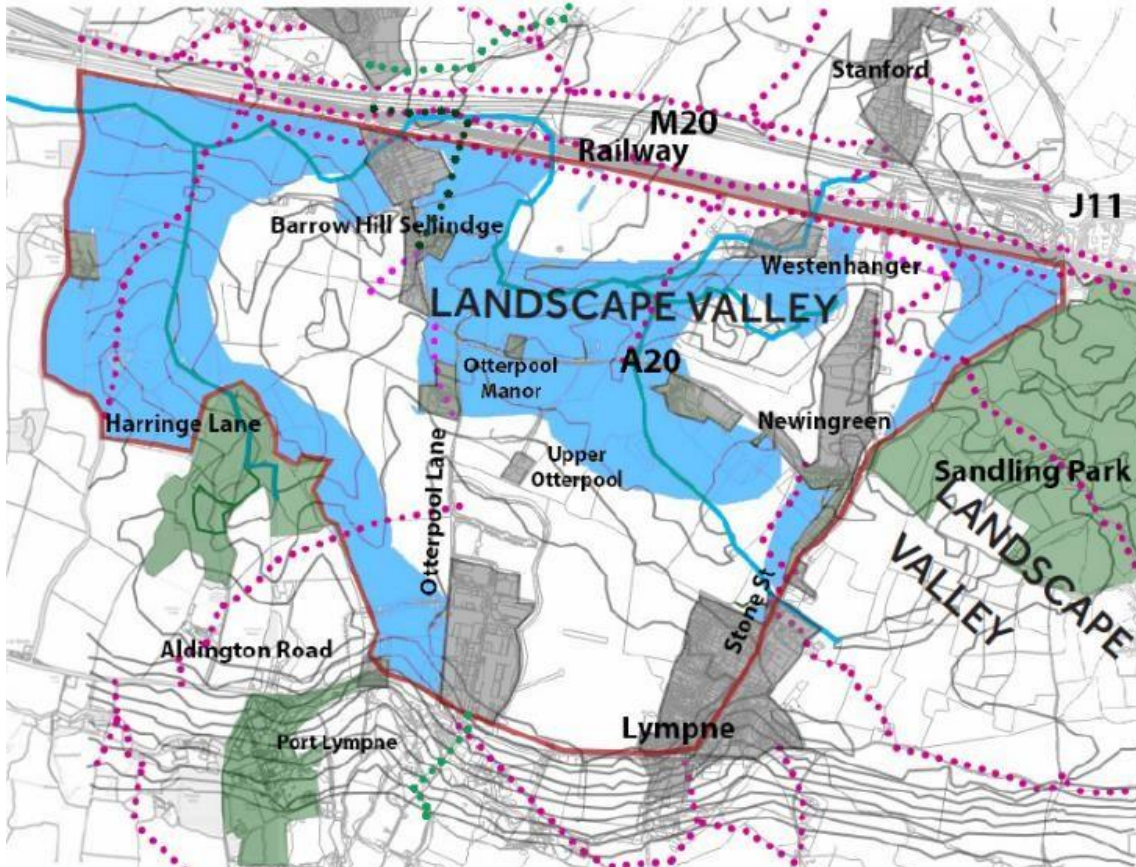 Stanford
M20
Railway
J11
Barrow Hill Sellindge
Westenhanger
LANDSCAPE VALLEY
A20
Otterpool
Manor
Harringe Lane
Newingreen
Upper
Otterpool
Sandling Park
LANDSCAPE
VALLEY
Otterpool Lane
Stone St
Aldington Road
Lympne
Port Lympne